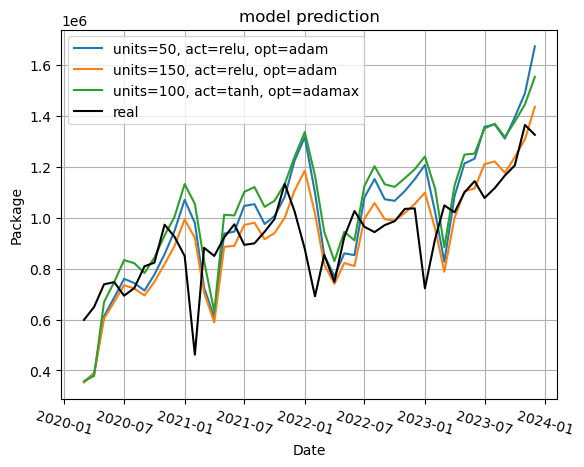 model prediction
1e6
units=50, act=relu, opt=adam
units=150, act=relu, opt=adam
units=100, act=tanh, opt=adamax
real
1.6
1.4
1.2
1.0
0.8
0.6
0.4
Package
2020-01
2020-07
2021-01
2021-07
2022-01
2022-07
2023-01
2023-07
2024-01
Date